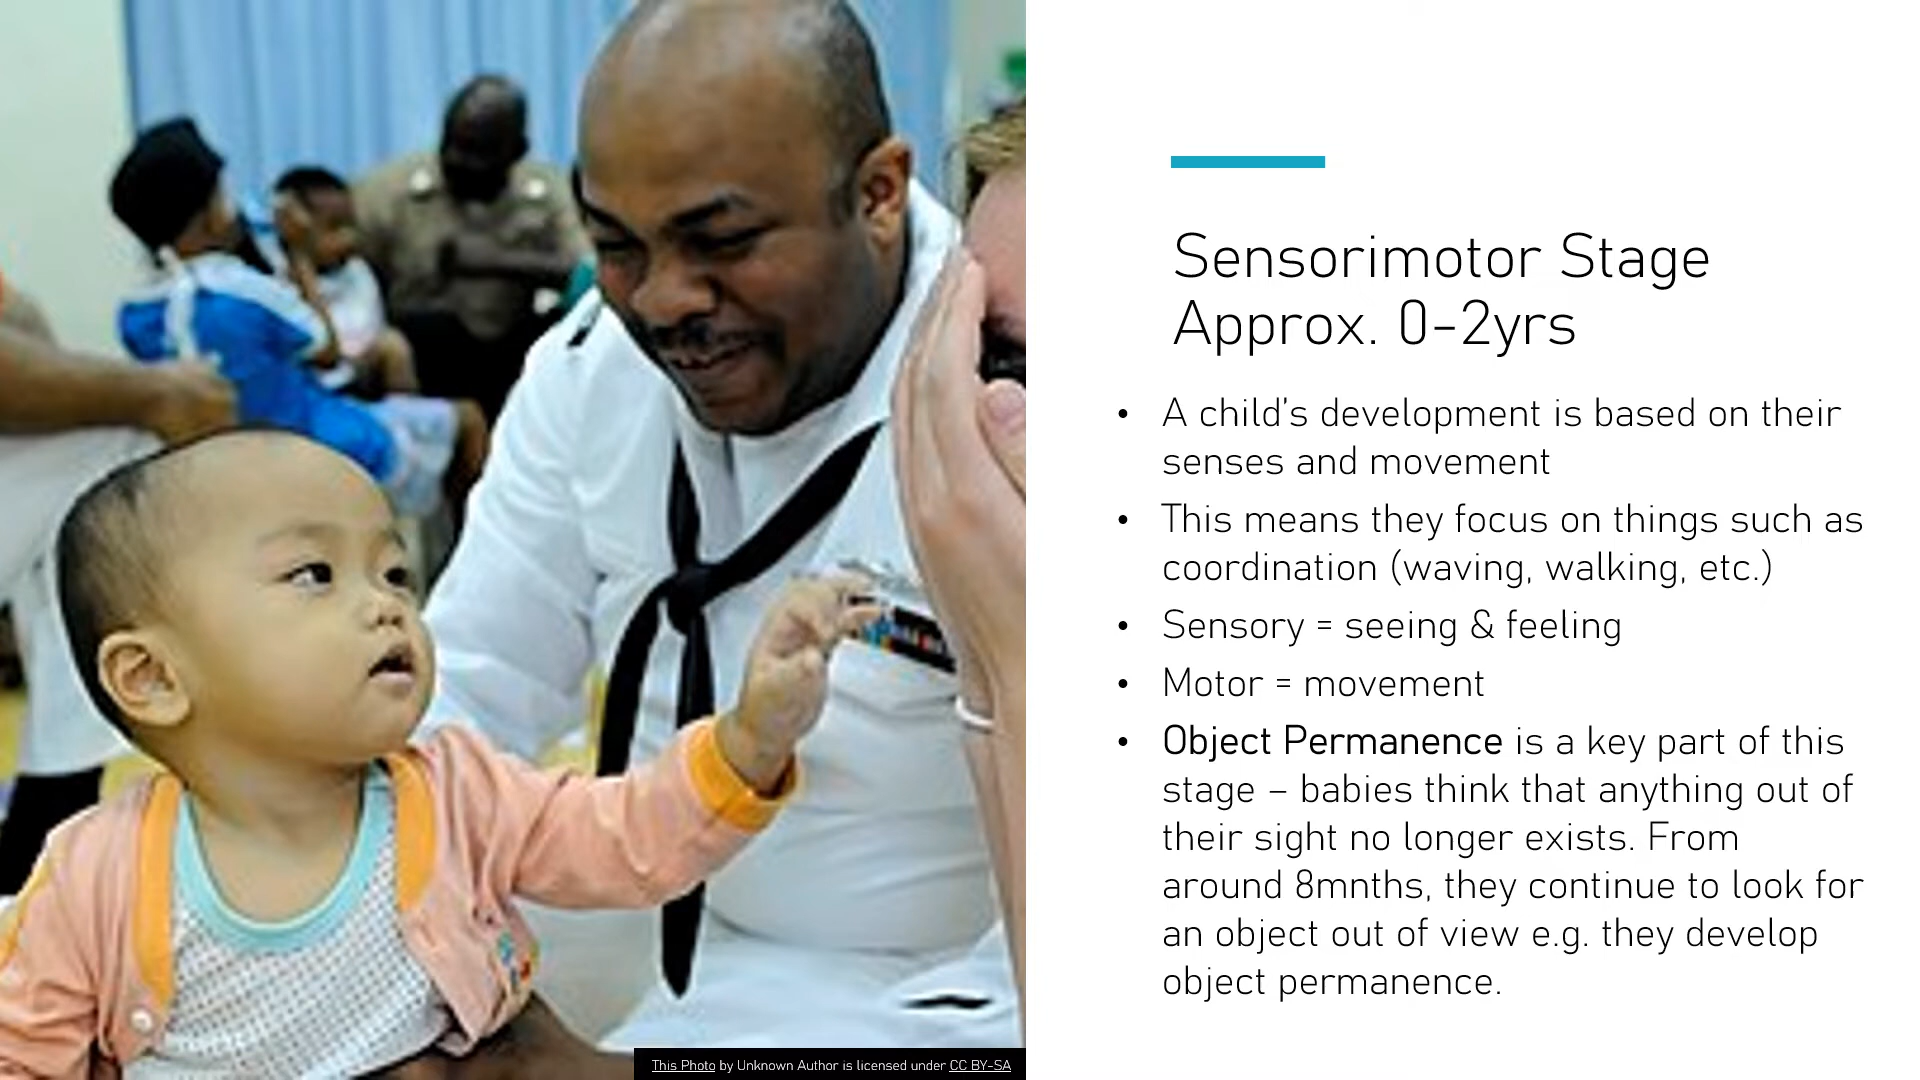 Sensorimotor Stage
Approx. 0-2yrs
• A child's development is based on their
senses and movement
• This means they focus on things such as
coordination (waving, walking, etc.)
• Sensory = seeing & feeling
• Motor = movement
• Object Permanence is a key part of this
stage – babies think that anything out of
their sight no longer exists. From
around 8mnths, they continue to look for
an object out of view e.g. they develop
object permanence.
This Photo by Unknown Author is licensed under CC BY-SA